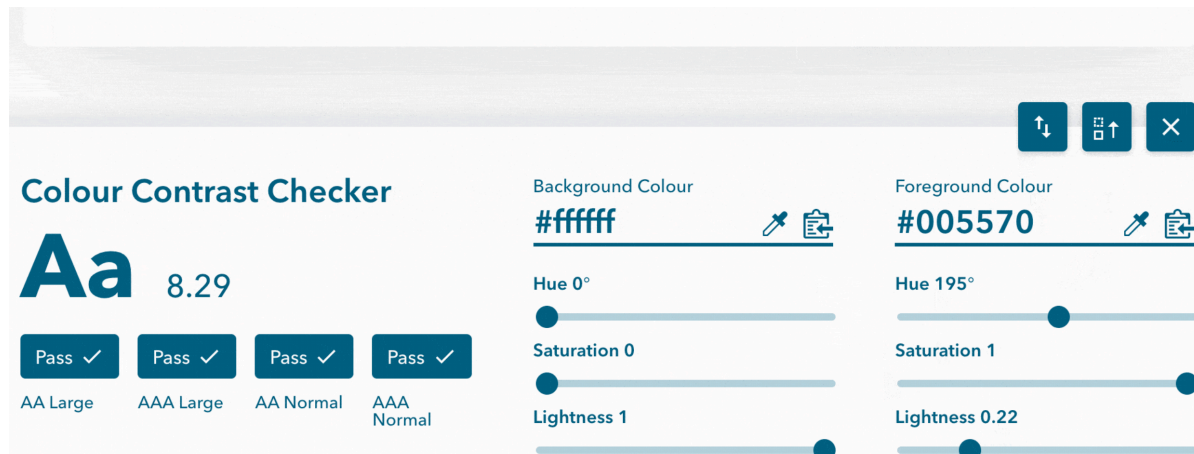 Colour Contrast Checker
Aa 8.29
Pass
AA Large
Pass
AAA Large
Pass
AA Normal
Pass
AAA
Normal
Background Colour
#ffffff
Hue 0°
Saturation 0
Lightness 1
Foreground Colour
#005570
Hue 195°
Saturation 1
Lightness 0.22